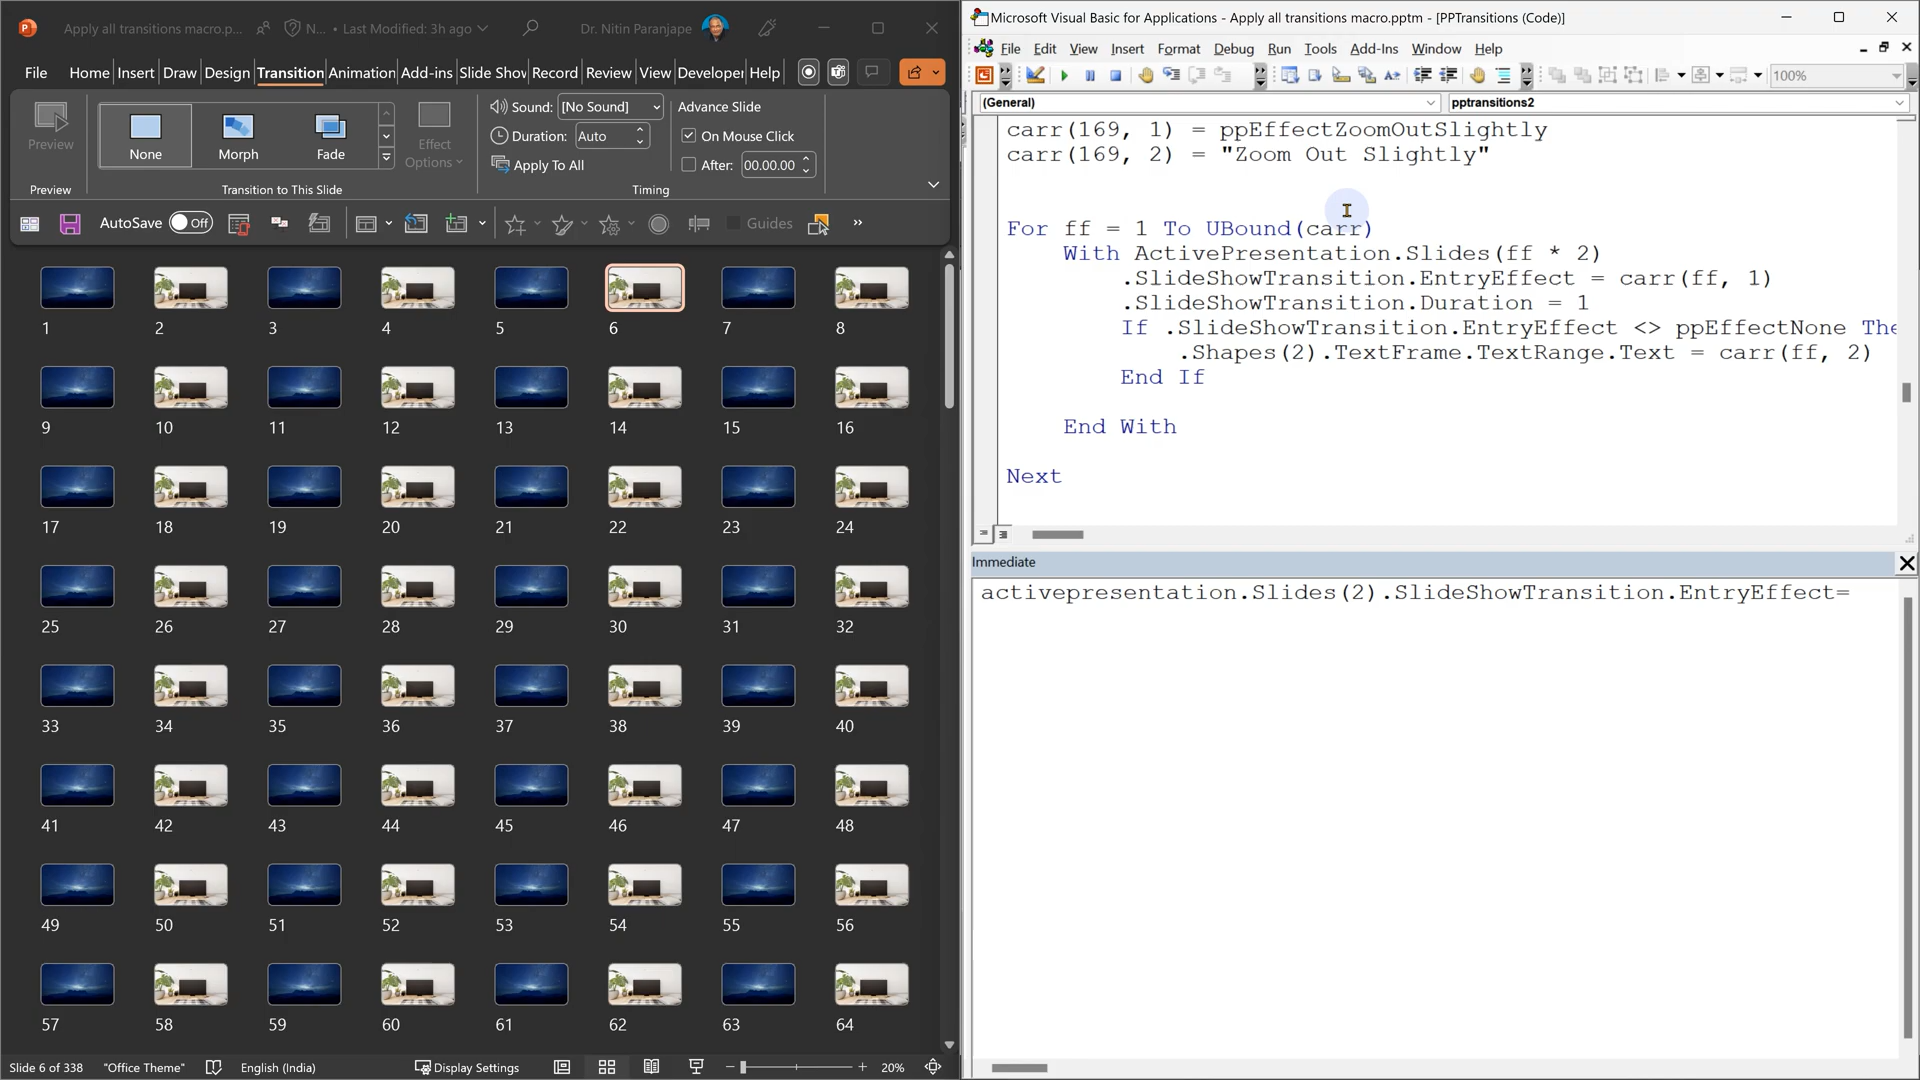 Apply all transitions macro.p... N... • Last Modified: 3h ago Dr. Nitin Paranjape
File Home Insert Draw Design Transition Animation Add-ins Slide Show Record Review View Developer Help
Preview
None
Morph
Fade
Effect
Options
Sound: [No Sound]
Duration: Auto
Apply To All
Advance Slide
On Mouse Click
After: 00.00.00
Preview Transition to This Slide Timing
AutoSave Off Guides
1 2 3 4 5 6 7 8
9 10 11 12 13 14 15 16
17 18 19 20 21 22 23 24
25 26 27 28 29 30 31 32
33 34 35 36 37 38 39 40
41 42 43 44 45 46 47 48
49 50 51 52 53 54 55 56
57 58 59 60 61 62 63 64
Slide 6 of 338 "Office Theme" English (India) Display Settings 20%
Microsoft Visual Basic for Applications - Apply all transitions macro.pptm - [PPTransitions (Code)]
File Edit View Insert Format Debug Run Tools Add-Ins Window Help
100%
(General) pptransitions2
carr(169, 1) = ppEffectZoomOutSlightly
carr(169, 2) = "Zoom Out Slightly"
For ff = 1 To UBound(carr)
With ActivePresentation.Slides(ff * 2)
.SlideShowTransition.EntryEffect = carr(ff, 1)
.SlideShowTransition.Duration = 1
If .SlideShowTransition.EntryEffect <> ppEffectNone The
.Shapes(2).TextFrame.TextRange.Text = carr(ff, 2)
End If
End With
Next
Immediate
activepresentation.Slides(2).SlideShowTransition.EntryEffect=